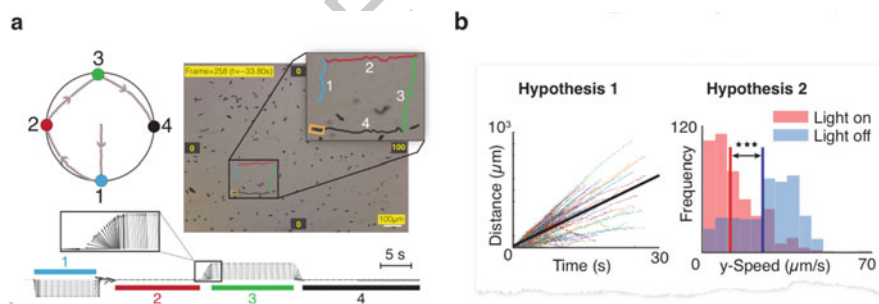 a
3
2
4
1
Frame=258 (t=-33.60s)
0
0
100
0
100µm
2
1
3
4
1
5 s
2
3
4
b
Hypothesis 1
10³
Distance (µm)
0
Time (s)
30
Hypothesis 2
Light on
Light off
120
***
Frequency
0
y-Speed (µm/s)
70